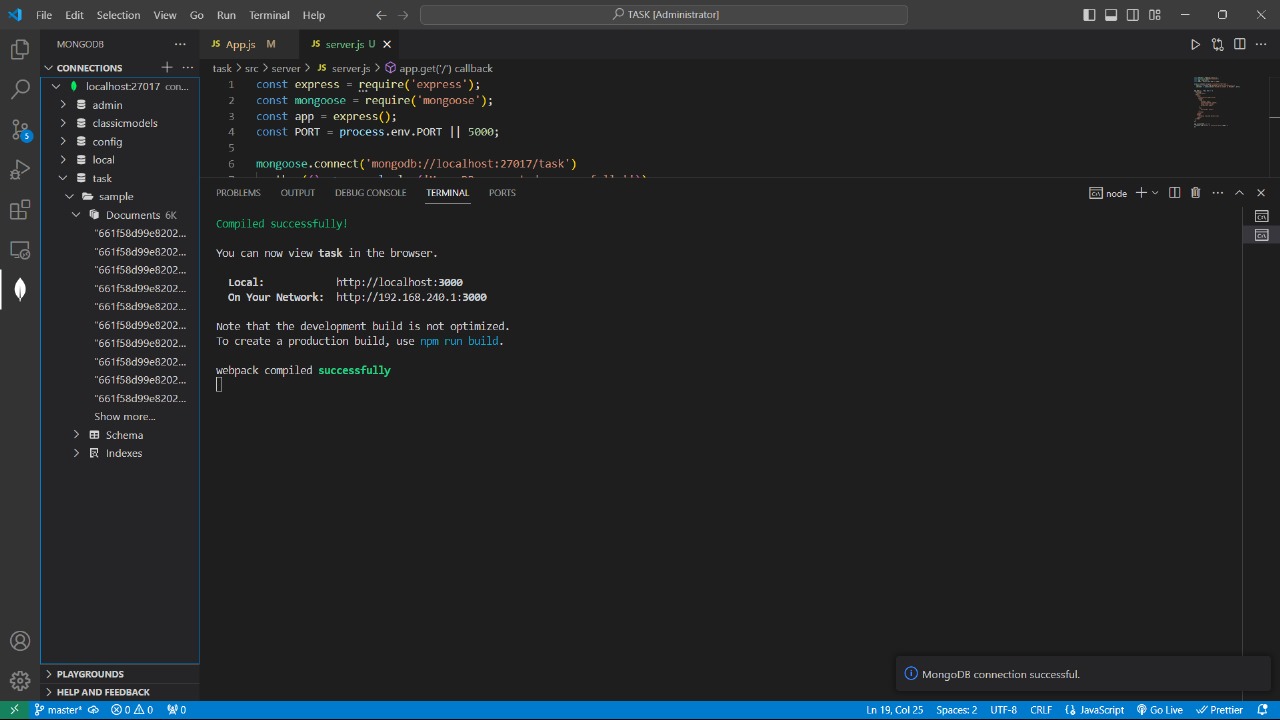 File Edit Selection View Go Run Terminal Help
TASK [Administrator]
MONGODB
CONNECTIONS
localhost:27017 con...
admin
classicmodels
config
local
task
sample
Documents 6K
"661f58d99e8202...
"661f58d99e8202...
"661f58d99e8202...
"661f58d99e8202...
"661f58d99e8202...
"661f58d99e8202...
"661f58d99e8202...
"661f58d99e8202...
"661f58d99e8202...
"661f58d99e8202...
Show more...
Schema
Indexes
PLAYGROUNDS
HELP AND FEEDBACK
JS App.js M
JS server.js U
task > src > server > JS server.js > app.get('/') callback
1 const express = require('express');
2 const mongoose = require('mongoose');
3 const app = express();
4 const PORT = process.env.PORT || 5000;
5
6 mongoose.connect('mongodb://localhost:27017/task')
PROBLEMS OUTPUT DEBUG CONSOLE TERMINAL PORTS
node
Compiled successfully!
You can now view task in the browser.
Local: http://localhost:3000
On Your Network: http://192.168.240.1:3000
Note that the development build is not optimized.
To create a production build, use npm run build.
webpack compiled successfully
MongoDB connection successful.
5
master* 0 0 0
Ln 19, Col 25 Spaces: 2 UTF-8 CRLF JavaScript Go Live Prettier